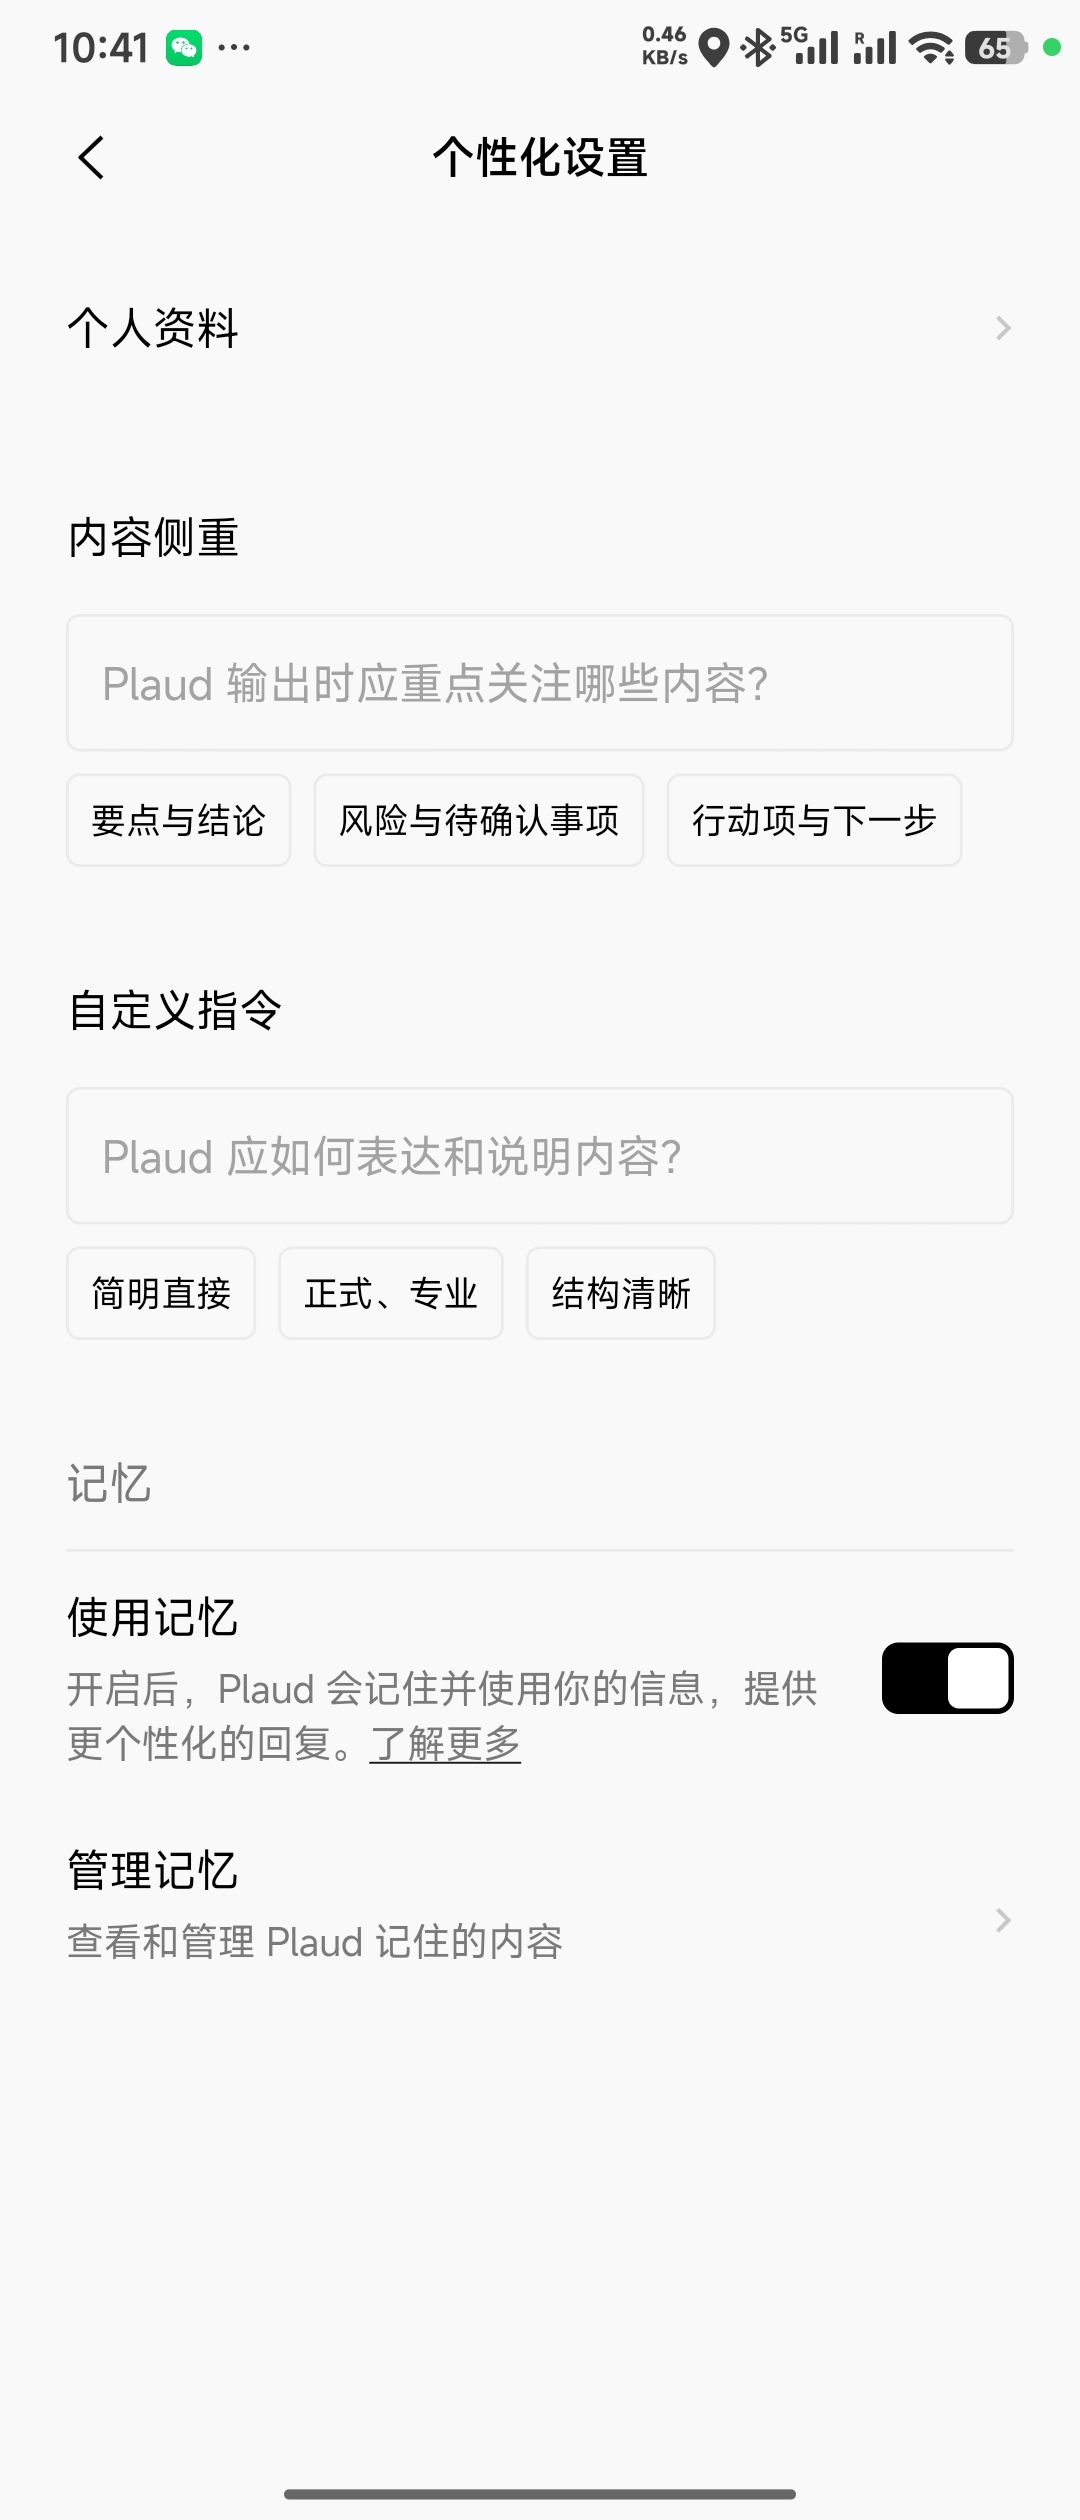 10:41
0.46
KB/s
5G
R
65
个性化设置
个人资料
内容侧重
Plaud 输出时应重点关注哪些内容？
要点与结论
风险与待确认事项
行动项与下一步
自定义指令
Plaud 应如何表达和说明内容？
简明直接
正式、专业
结构清晰
记忆
使用记忆
开启后，Plaud 会记住并使用你的信息，提供
更个性化的回复。了解更多
管理记忆
查看和管理 Plaud 记住的内容